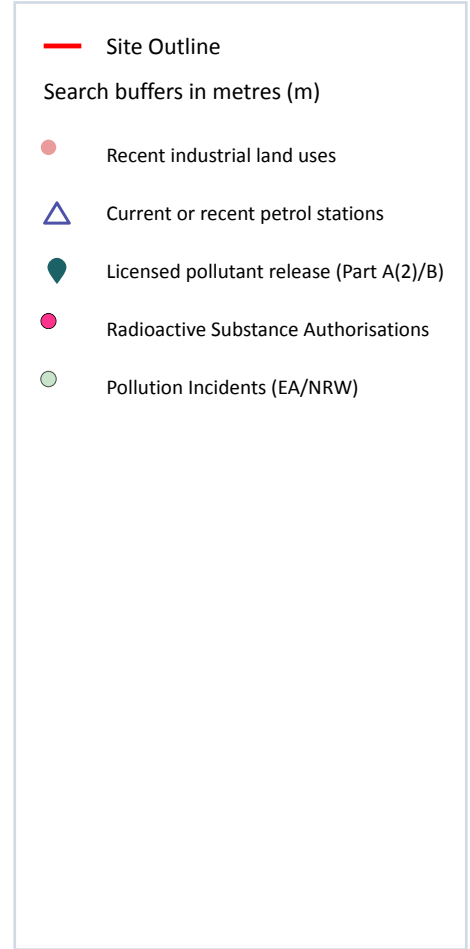 Site Outline
Search buffers in metres (m)
Recent industrial land uses
Current or recent petrol stations
Licensed pollutant release (Part A(2)/B)
Radioactive Substance Authorisations
Pollution Incidents (EA/NRW)